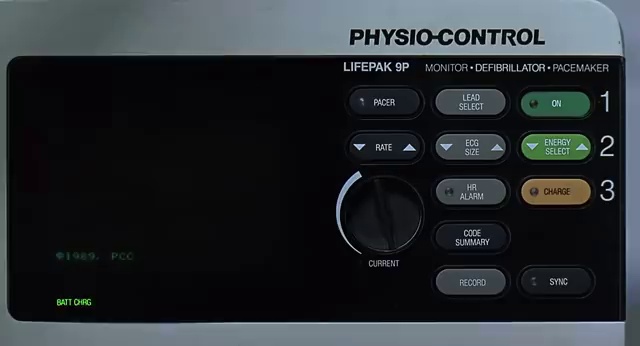 PHYSIO-CONTROL
LIFEPAK 9P MONITOR • DEFIBRILLATOR • PACEMAKER
PACER
LEAD
SELECT
ON
1
RATE
ECG
SIZE
ENERGY
SELECT
2
HR
ALARM
CHARGE
3
CODE
SUMMARY
CURRENT
RECORD
SYNC
©1989, PCC
BATT CHRG